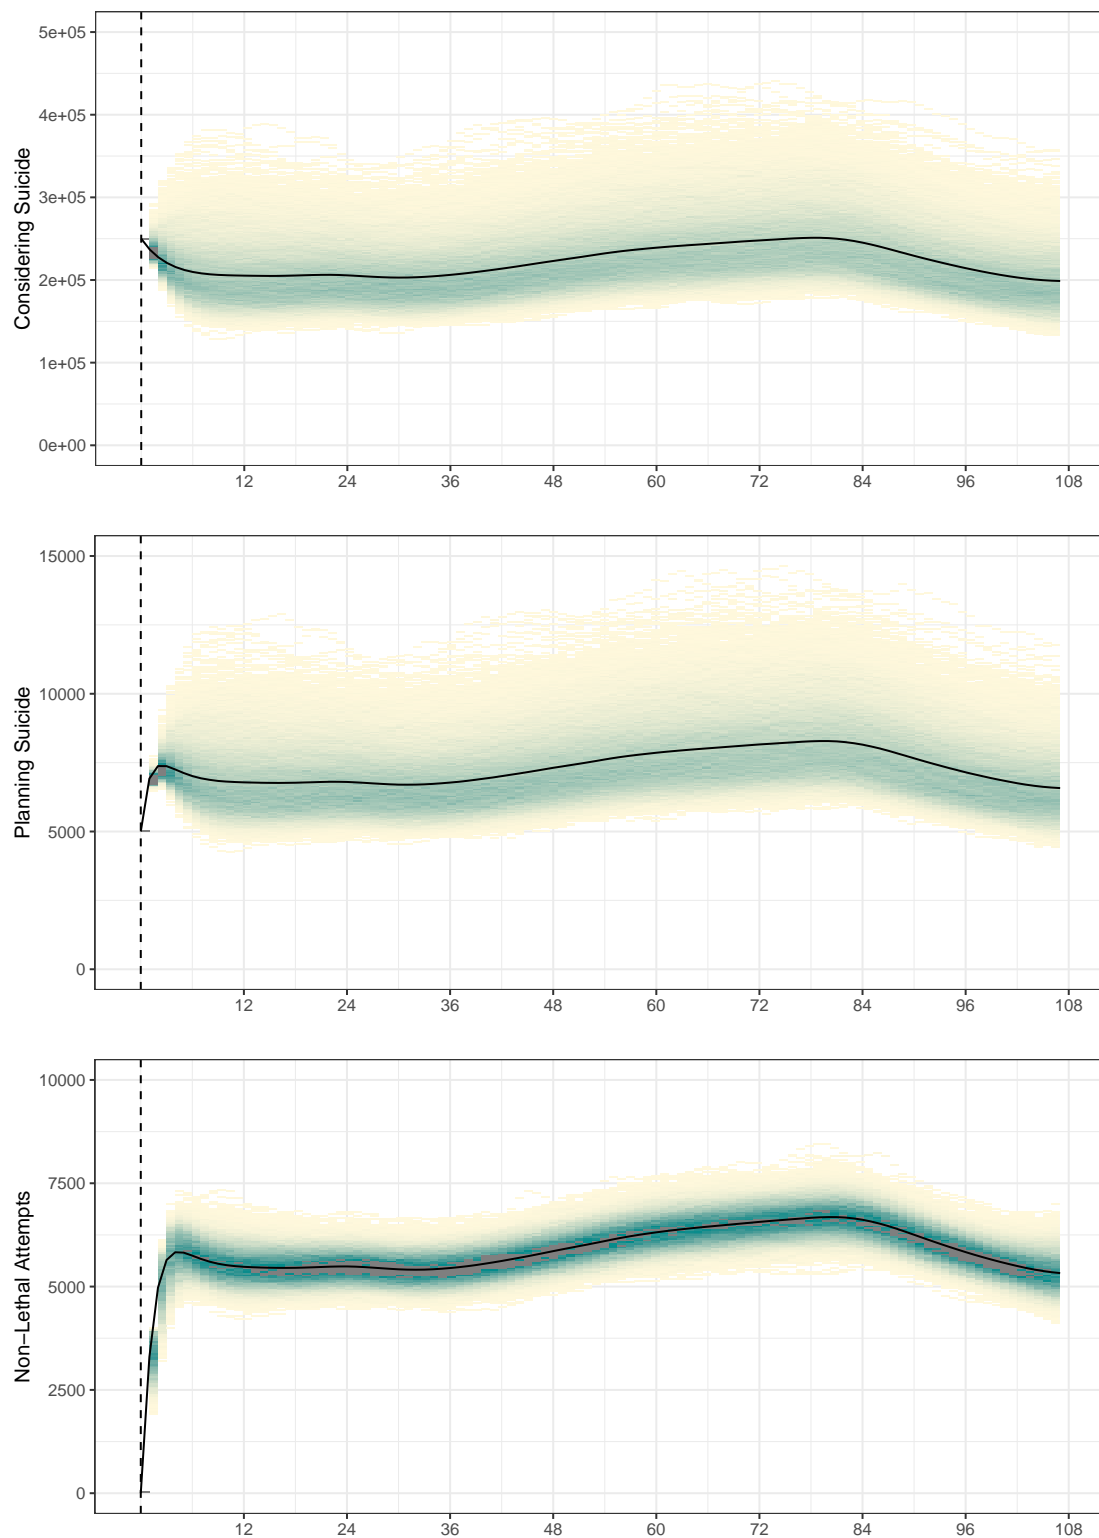 Considering Suicide
5e+05
4e+05
3e+05
2e+05
1e+05
0e+00
12 24 36 48 60 72 84 96 108
Planning Suicide
15000
10000
5000
0
12 24 36 48 60 72 84 96 108
Non−Lethal Attempts
10000
7500
5000
2500
0
12 24 36 48 60 72 84 96 108